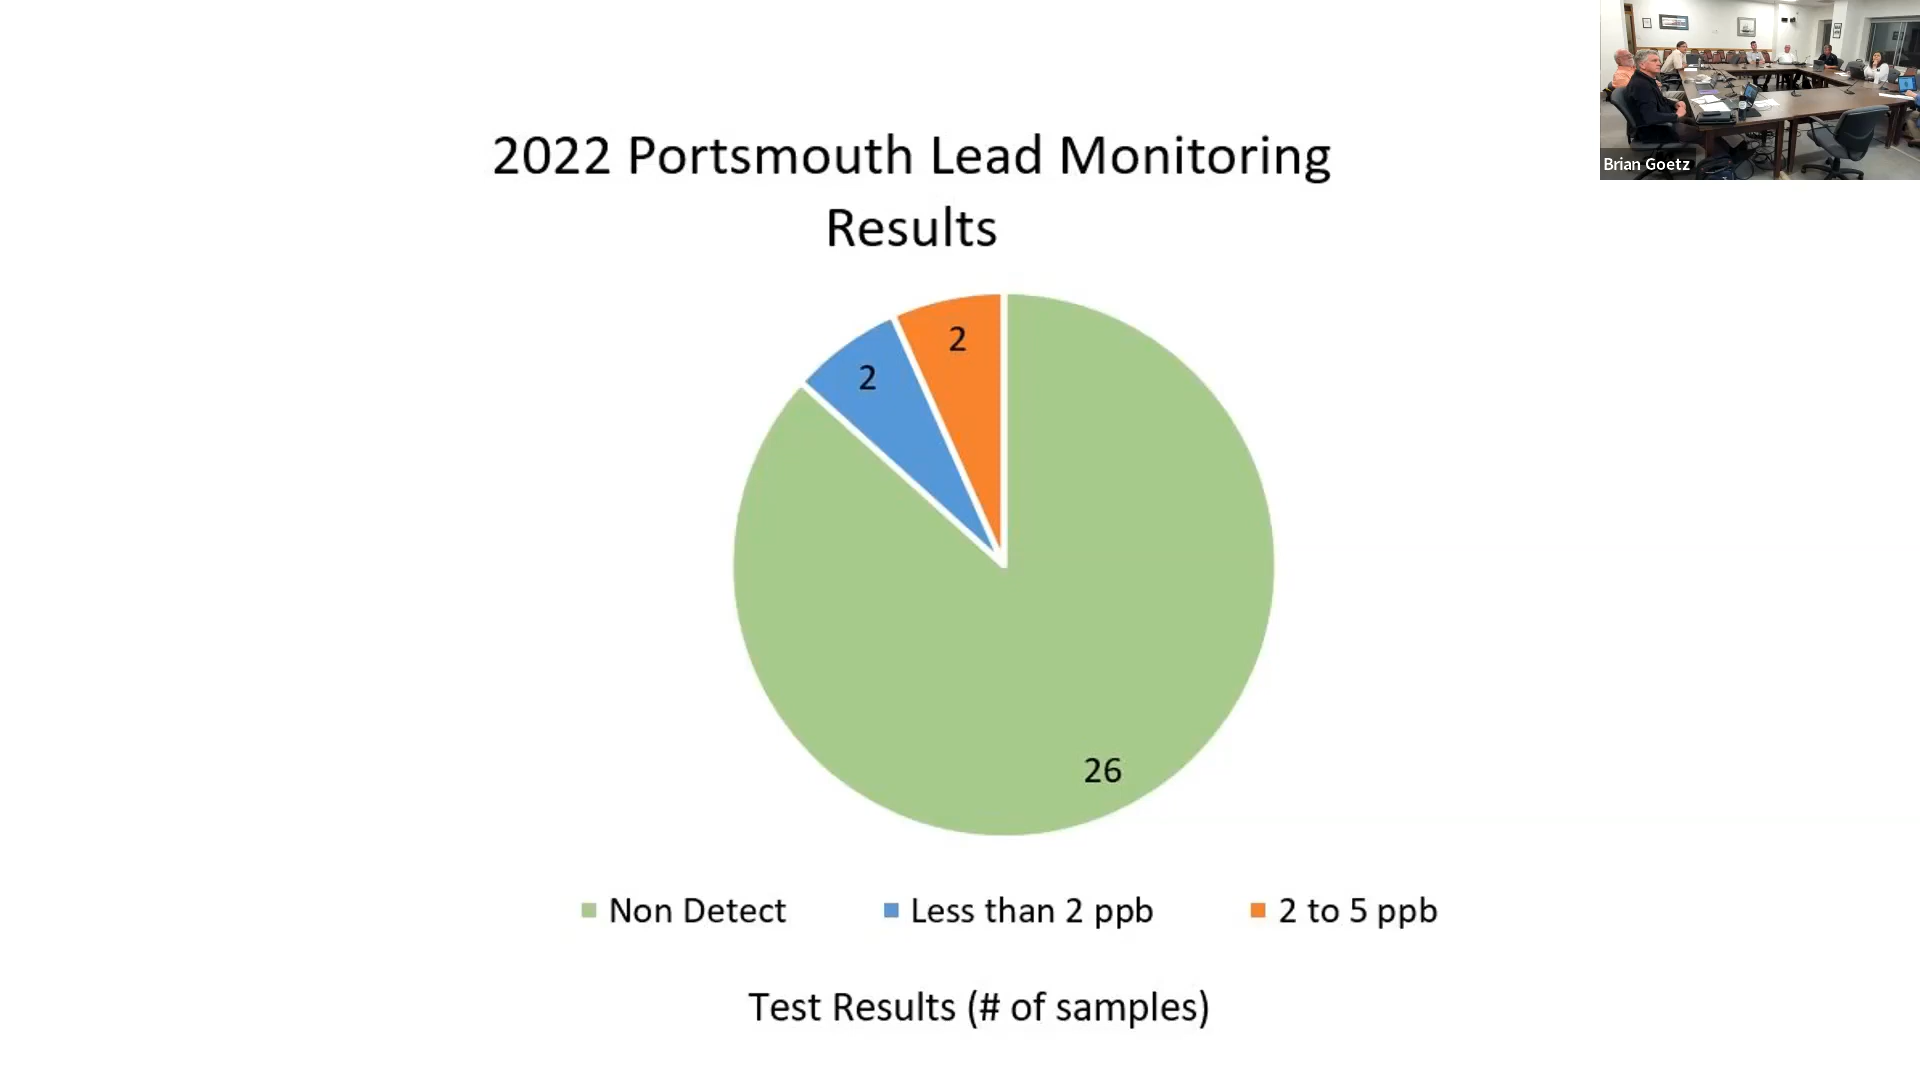 Brian Goetz
2022 Portsmouth Lead Monitoring
Results
2
2
26
Non Detect
Less than 2 ppb
2 to 5 ppb
Test Results (# of samples)